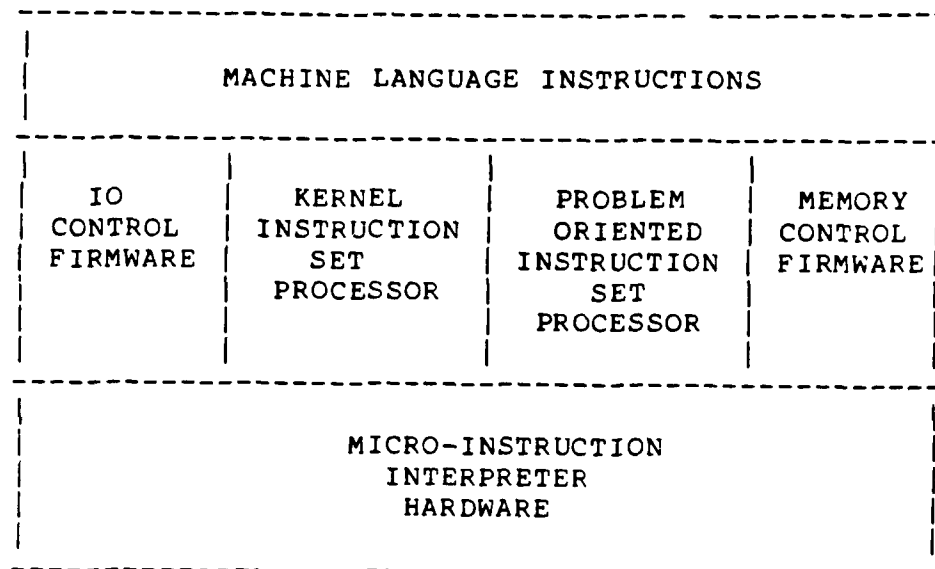 MACHINE LANGUAGE INSTRUCTIONS
IO
CONTROL
FIRMWARE
KERNEL
INSTRUCTION
SET
PROCESSOR
PROBLEM
ORIENTED
INSTRUCTION
SET
PROCESSOR
MEMORY
CONTROL
FIRMWARE
MICRO-INSTRUCTION
INTERPRETER
HARDWARE